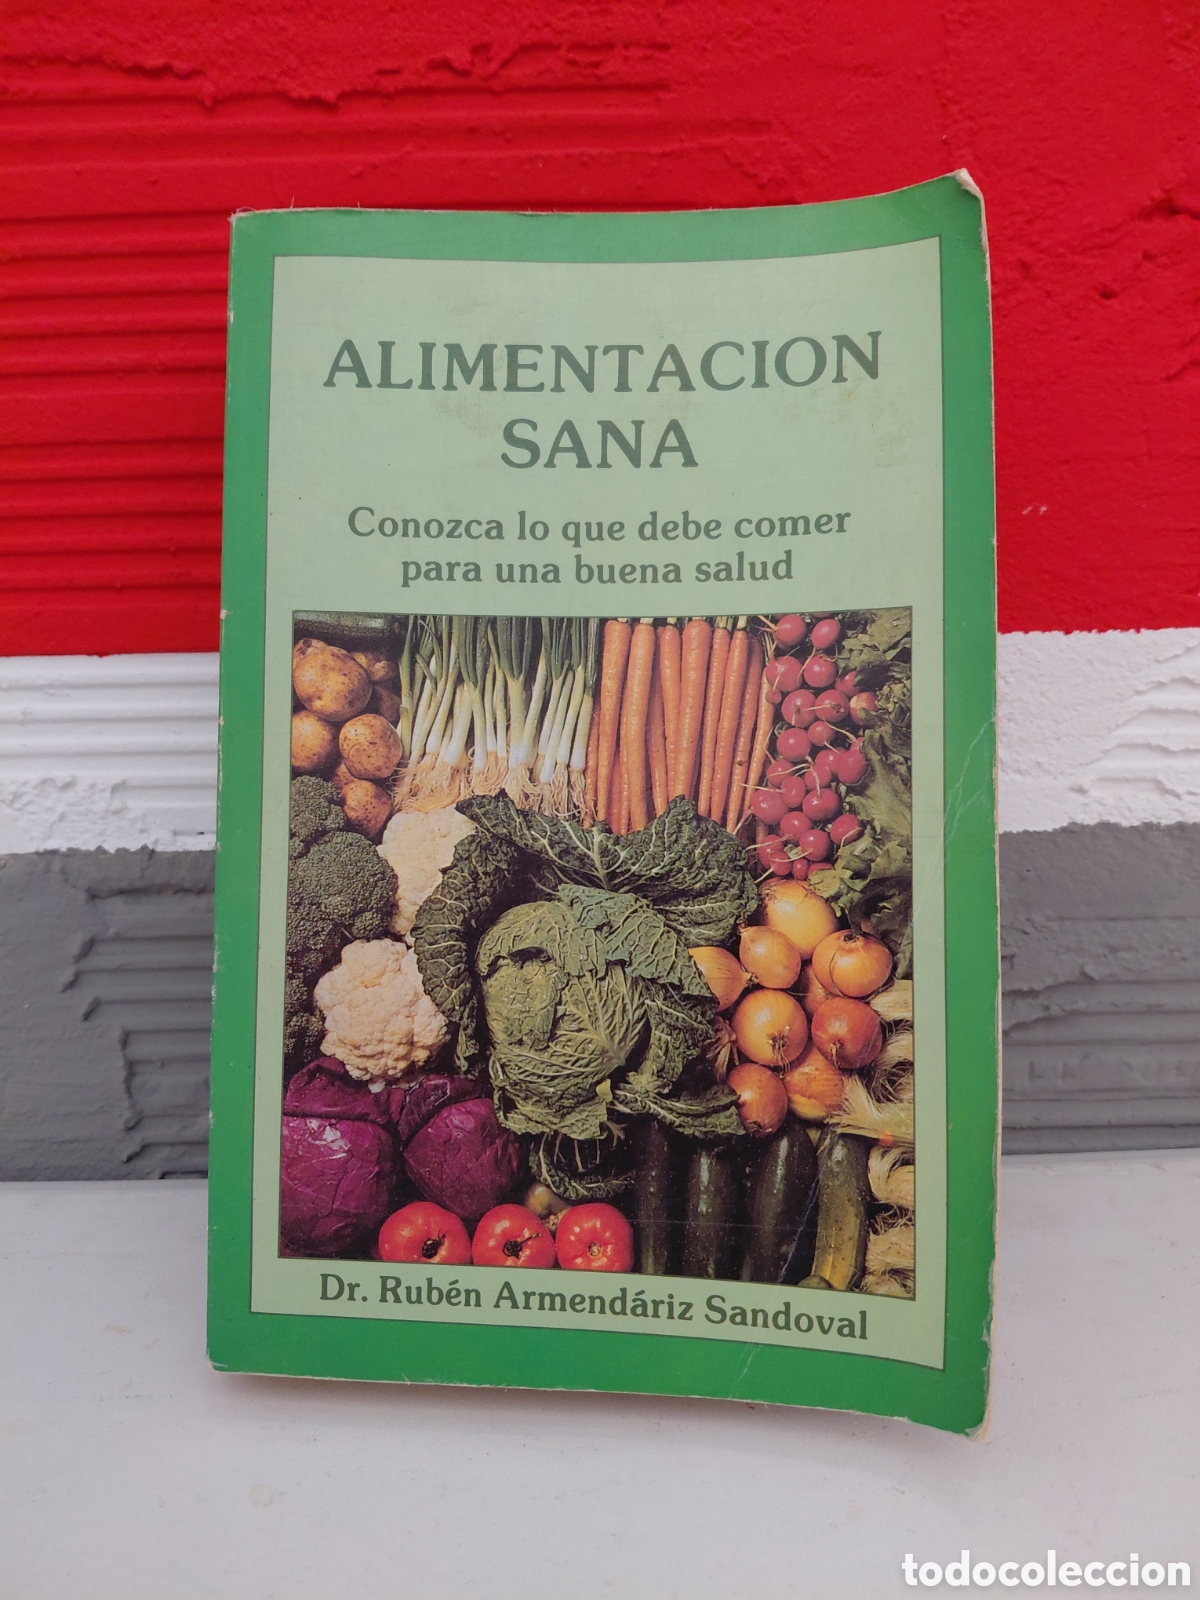 ALIMENTACION
SANA
Conozca lo que debe comer
para una buena salud
Dr. Rubén Armendáriz Sandoval
todocoleccion